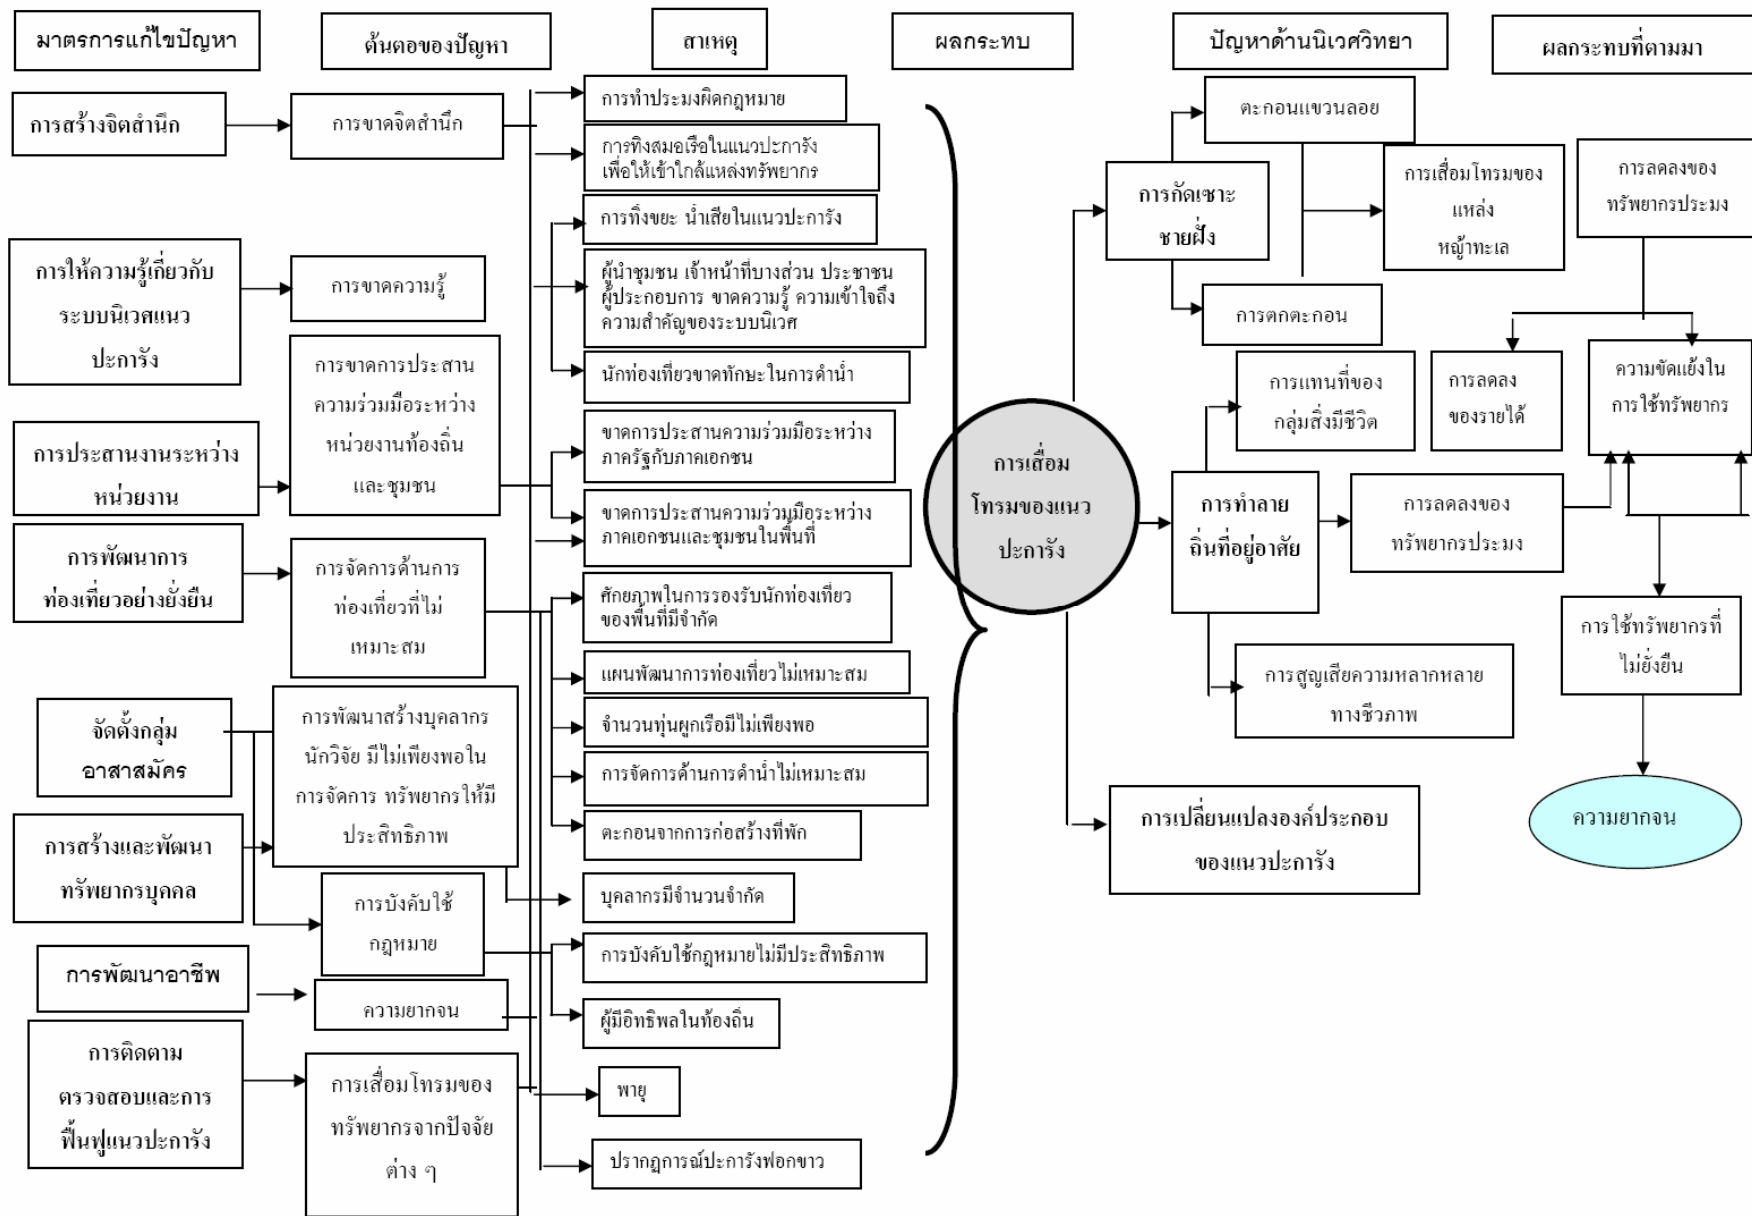 มาตรการแก้ไขปัญหา
ต้นตอของปัญหา
สาเหตุ
ผลกระทบ
ปัญหาด้านนิเวศวิทยา
ผลกระทบที่ตามมา
การสร้างจิตสำนึก
การให้ความรู้เกี่ยวกับ
ระบบนิเวศแนว
ปะการัง
การประสานงานระหว่าง
หน่วยงาน
การพัฒนาการ
ท่องเที่ยวอย่างยั่งยืน
จัดตั้งกลุ่ม
อาสาสมัคร
การสร้างและพัฒนา
ทรัพยากรบุคคล
การพัฒนาอาชีพ
การติดตาม
ตรวจสอบและการ
ฟื้นฟูแนวปะการัง
การขาดจิตสำนึก
การขาดความรู้
การขาดการประสาน
ความร่วมมือระหว่าง
หน่วยงานท้องถิ่น
และชุมชน
การจัดการด้านการ
ท่องเที่ยวที่ไม่
เหมาะสม
การพัฒนาสร้างบุคลากร
นักวิจัย มีไม่เพียงพอใน
การจัดการ ทรัพยากรให้มี
ประสิทธิภาพ
การบังคับใช้
กฎหมาย
ความยากจน
การเสื่อมโทรมของ
ทรัพยากรจากปัจจัย
ต่าง ๆ
การทำประมงผิดกฎหมาย
การทิ้งสมอเรือในแนวปะการัง
เพื่อให้เข้าใกล้แหล่งทรัพยากร
การทิ้งขยะ น้ำเสียในแนวปะการัง
ผู้นำชุมชน เจ้าหน้าที่บางส่วน ประชาชน
ผู้ประกอบการ ขาดความรู้ ความเข้าใจถึง
ความสำคัญของระบบนิเวศ
นักท่องเที่ยวขาดทักษะในการดำน้ำ
ขาดการประสานความร่วมมือระหว่าง
ภาครัฐกับภาคเอกชน
ขาดการประสานความร่วมมือระหว่าง
ภาคเอกชนและชุมชนในพื้นที่
ศักยภาพในการรองรับนักท่องเที่ยว
ของพื้นที่มีจำกัด
แผนพัฒนาการท่องเที่ยวไม่เหมาะสม
จำนวนทุ่นผูกเรือมีไม่เพียงพอ
การจัดการด้านการดำน้ำไม่เหมาะสม
ตะกอนจากการก่อสร้างที่พัก
บุคลากรมีจำนวนจำกัด
การบังคับใช้กฎหมายไม่มีประสิทธิภาพ
ผู้มีอิทธิพลในท้องถิ่น
พายุ
ปรากฏการณ์ปะการังฟอกขาว
การเสื่อม
โทรมของแนว
ปะการัง
การกัดเซาะ
ชายฝั่ง
ตะกอนแขวนลอย
การเสื่อมโทรมของ
แหล่ง
หญ้าทะเล
การตกตะกอน
การแทนที่ของ
กลุ่มสิ่งมีชีวิต
การทำลาย
ถิ่นที่อยู่อาศัย
การลดลงของ
ทรัพยากรประมง
การสูญเสียความหลากหลาย
ทางชีวภาพ
การเปลี่ยนแปลงองค์ประกอบ
ของแนวปะการัง
การลดลงของ
ทรัพยากรประมง
การลดลง
ของรายได้
ความขัดแย้งใน
การใช้ทรัพยากร
การใช้ทรัพยากรที่
ไม่ยั่งยืน
ความยากจน